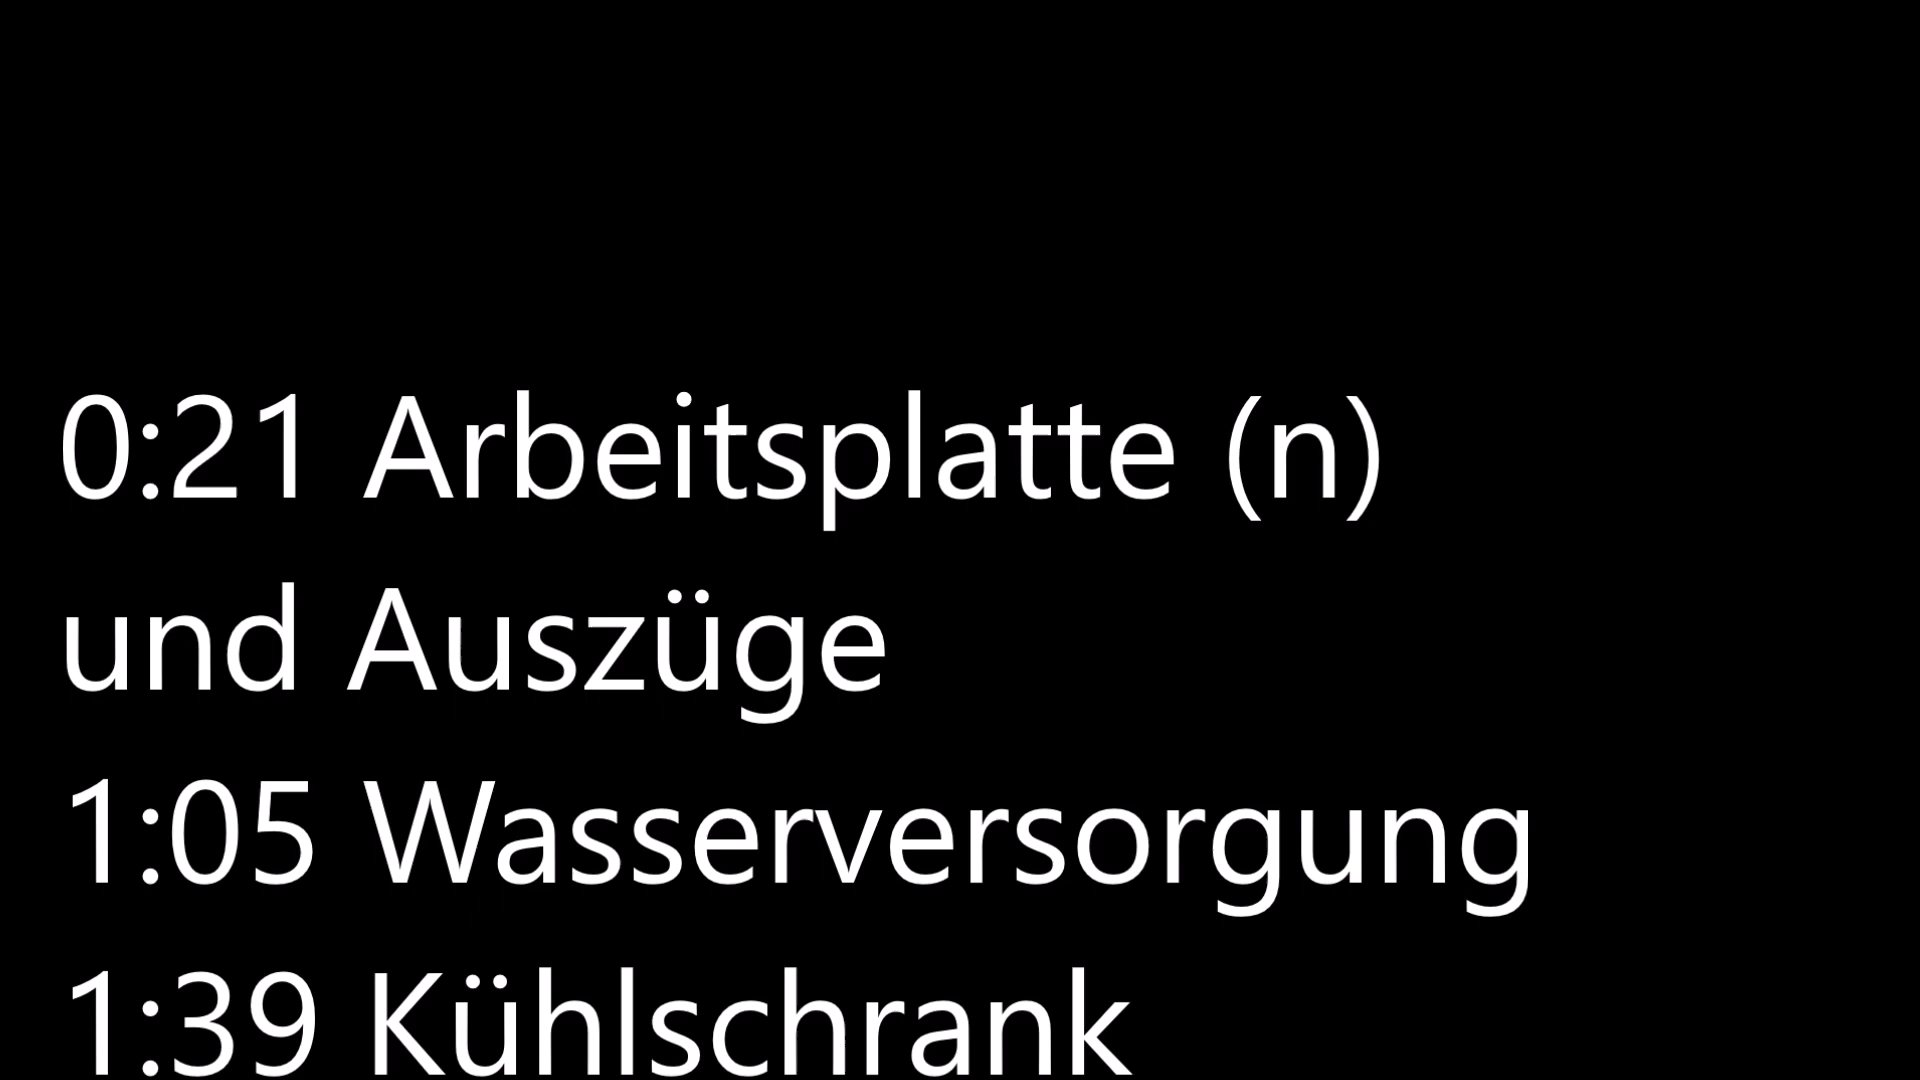 0:21 Arbeitsplatte (n)
und Auszüge
1:05 Wasserversorgung
1:39 Kühlschrank